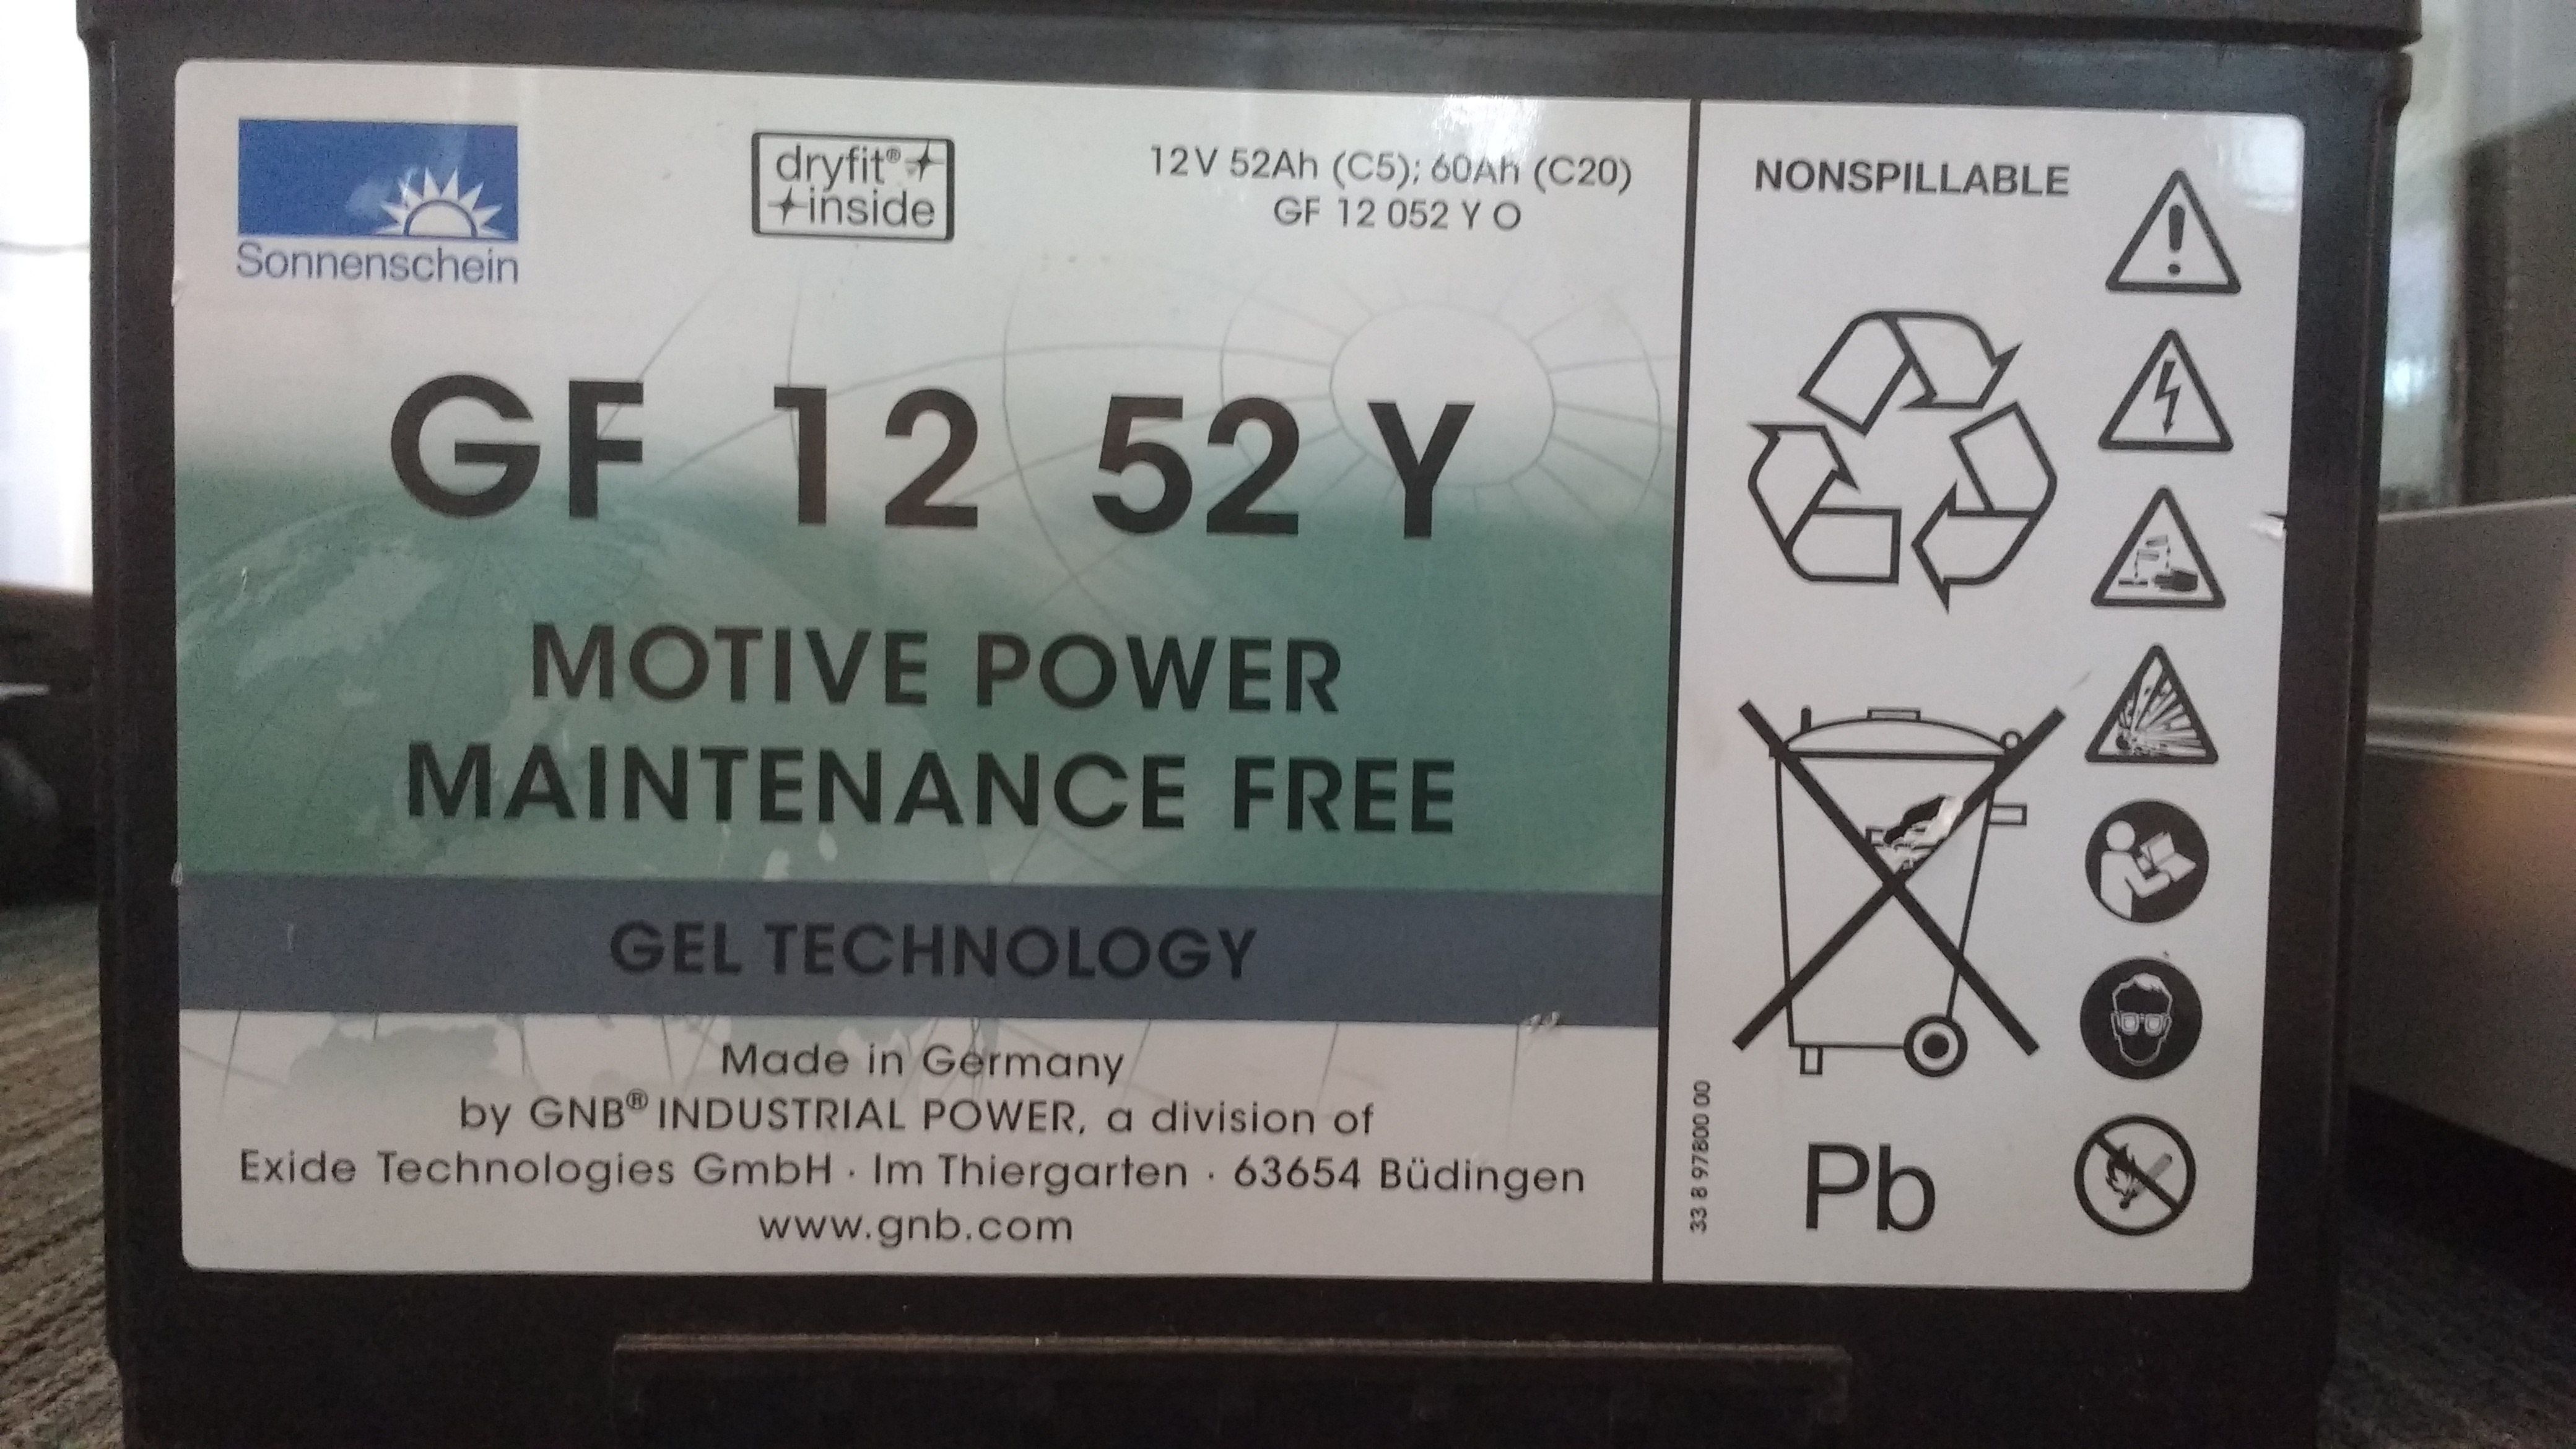 Sonnenschein
dryfit®
inside
12V 52Ah (C5); 60Ah (C20)
GF 12 052 Y O
GF 12 52 Y
MOTIVE POWER
MAINTENANCE FREE
GEL TECHNOLOGY
Made in Germany
by GNB® INDUSTRIAL POWER, a division of
Exide Technologies GmbH · Im Thiergarten · 63654 Büdingen
www.gnb.com
NONSPILLABLE
33 8 97800 00
Pb